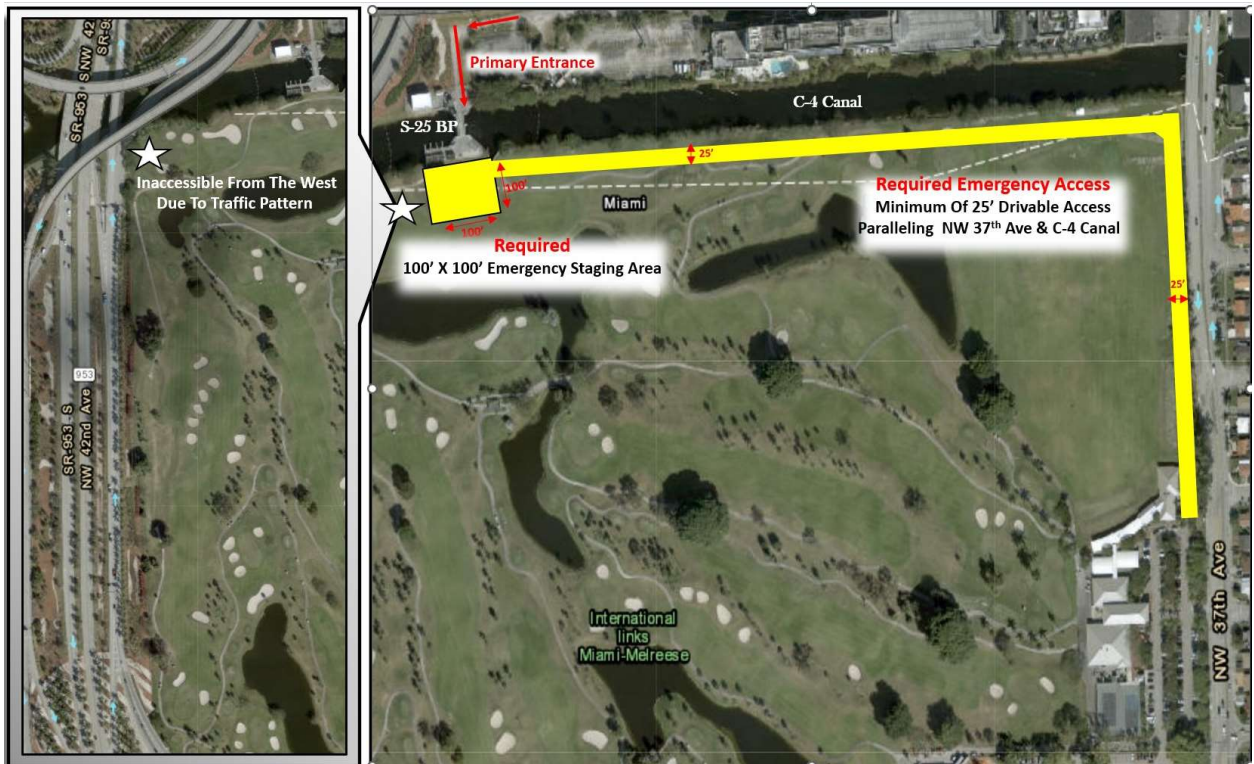 SR-953 S
NW 42
SR-9
Inaccessible From The West
Due To Traffic Pattern
953
SR-953 S
NW 42nd Ave
Primary Entrance
S-25 BP
C-4 Canal
25'
100'
100'
Miami
Required
100' X 100' Emergency Staging Area
Required Emergency Access
Minimum Of 25' Drivable Access
Paralleling NW 37th Ave & C-4 Canal
25'
International
links
Miami-Melreese
NW 37th Ave